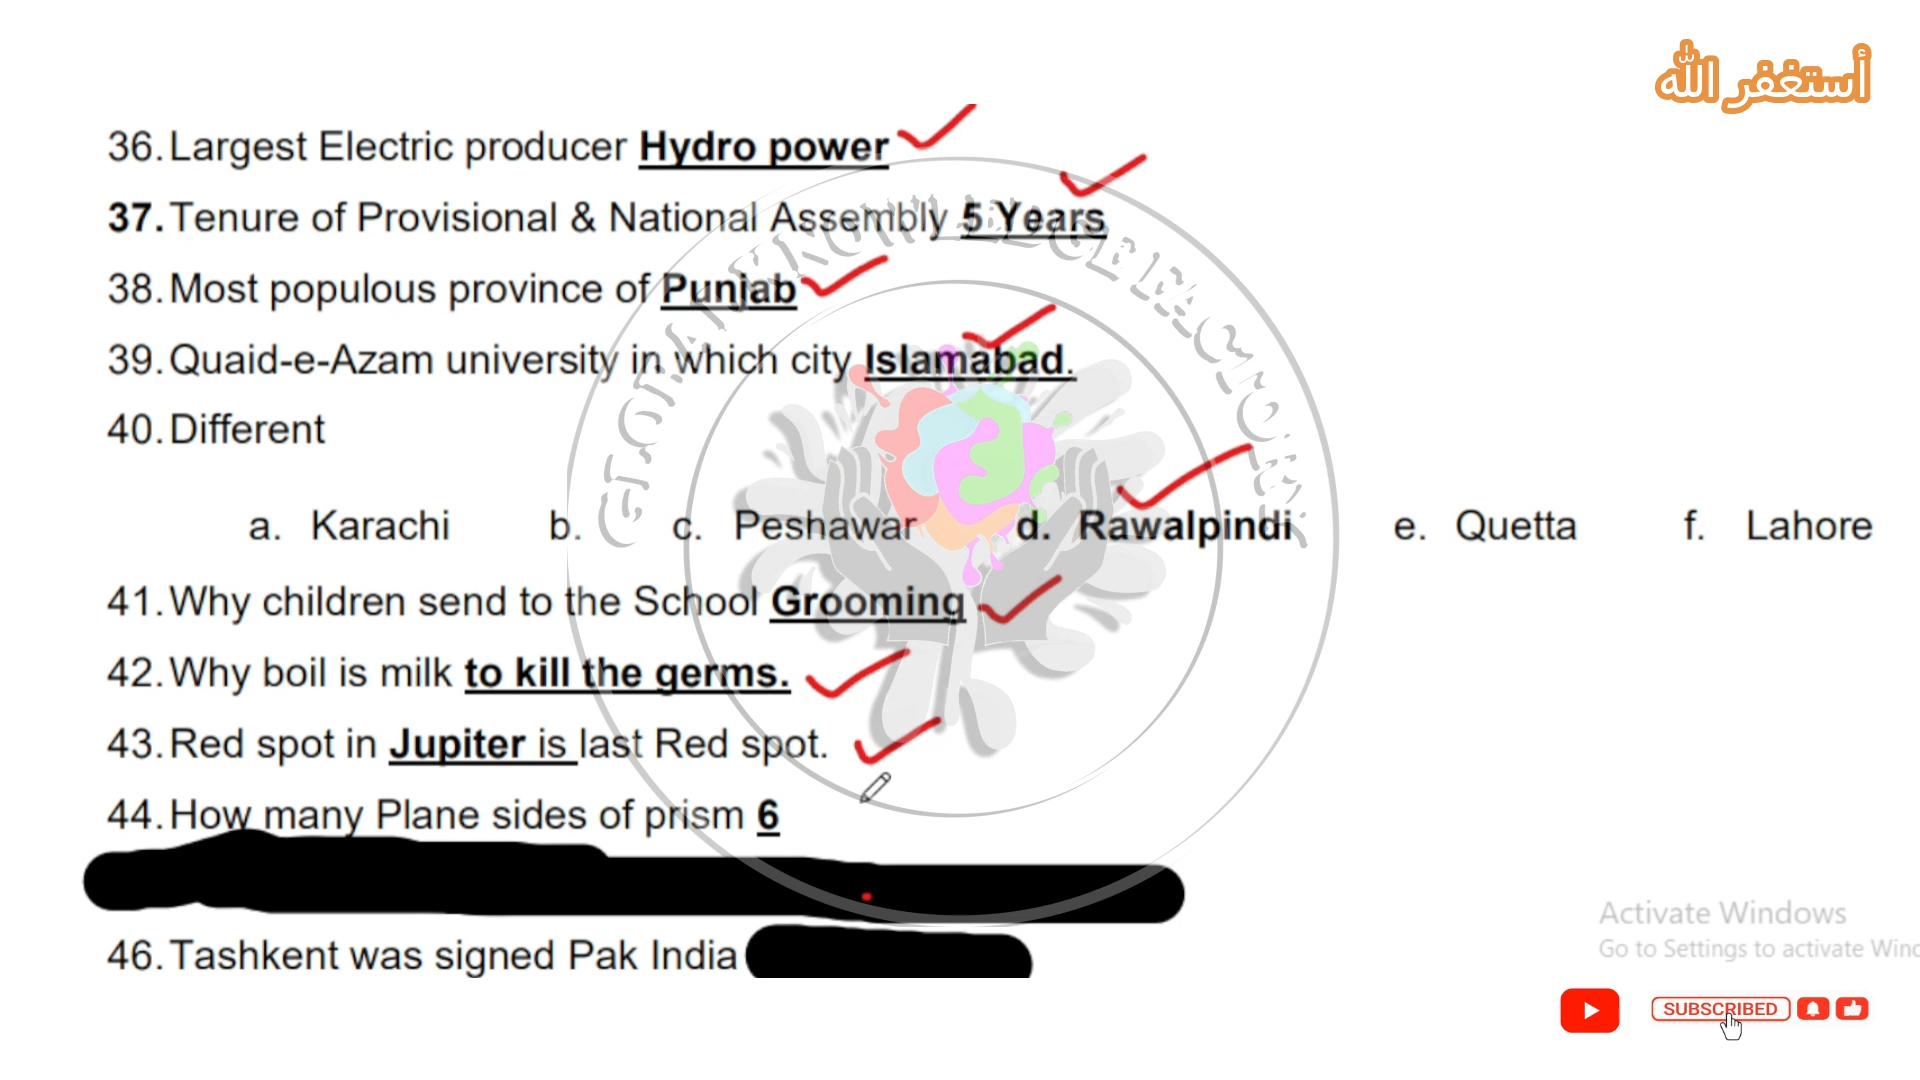 أستغفر الله
36. Largest Electric producer Hydro power
37. Tenure of Provisional & National Assembly 5 Years
38. Most populous province of Punjab
39. Quaid-e-Azam university in which city Islamabad.
40. Different
a. Karachi b. c. Peshawar d. Rawalpindi e. Quetta f. Lahore
41. Why children send to the School Grooming
42. Why boil is milk to kill the germs.
43. Red spot in Jupiter is last Red spot.
44. How many Plane sides of prism 6
46. Tashkent was signed Pak India
Activate Windows
Go to Settings to activate Winc
SUBSCRIBED